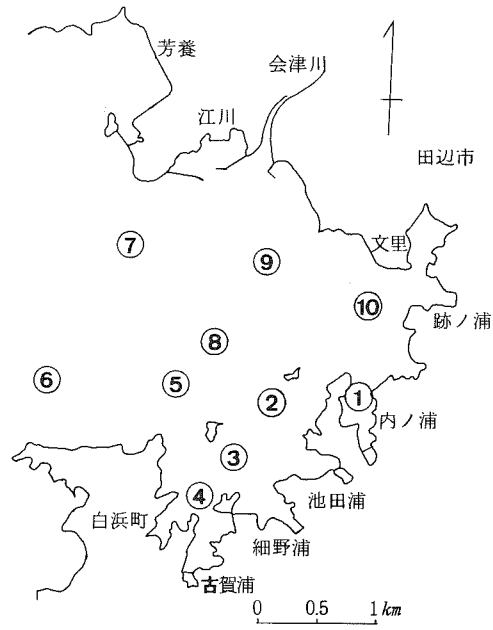 芳養
会津川
江川
田辺市
文里
⑦
⑨
⑩
跡ノ浦
⑧
⑥
⑤
②
①
内ノ浦
③
④
池田浦
白浜町
細野浦
古賀浦
0 0.5 1 km